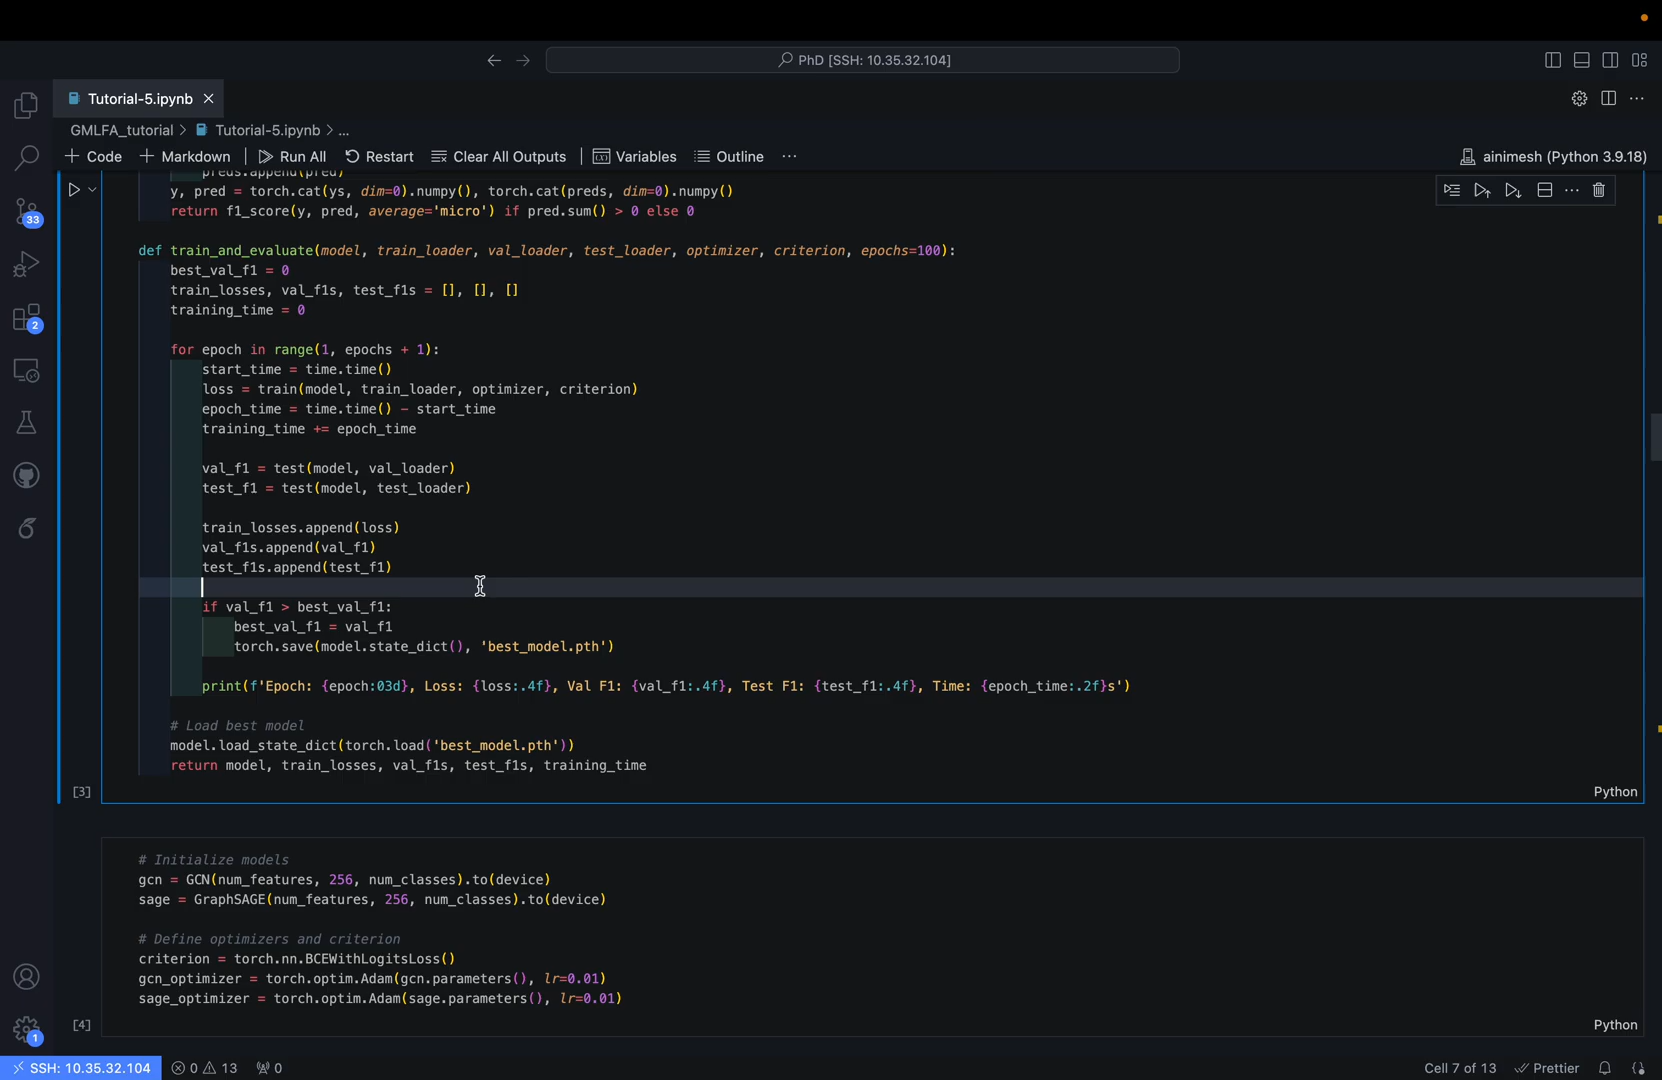 PhD [SSH: 10.35.32.104]
Tutorial-5.ipynb
GMLFA_tutorial > Tutorial-5.ipynb > ...
+ Code + Markdown Run All Restart Clear All Outputs Variables Outline ... ainimesh (Python 3.9.18)
preds.append(pred)
y, pred = torch.cat(ys, dim=0).numpy(), torch.cat(preds, dim=0).numpy()
return f1_score(y, pred, average='micro') if pred.sum() > 0 else 0
def train_and_evaluate(model, train_loader, val_loader, test_loader, optimizer, criterion, epochs=100):
best_val_f1 = 0
train_losses, val_f1s, test_f1s = [], [], []
training_time = 0
for epoch in range(1, epochs + 1):
start_time = time.time()
loss = train(model, train_loader, optimizer, criterion)
epoch_time = time.time() - start_time
training_time += epoch_time
val_f1 = test(model, val_loader)
test_f1 = test(model, test_loader)
train_losses.append(loss)
val_f1s.append(val_f1)
test_f1s.append(test_f1)
if val_f1 > best_val_f1:
best_val_f1 = val_f1
torch.save(model.state_dict(), 'best_model.pth')
print(f'Epoch: {epoch:03d}, Loss: {loss:.4f}, Val F1: {val_f1:.4f}, Test F1: {test_f1:.4f}, Time: {epoch_time:.2f}s')
# Load best model
model.load_state_dict(torch.load('best_model.pth'))
return model, train_losses, val_f1s, test_f1s, training_time
[3] Python
# Initialize models
gcn = GCN(num_features, 256, num_classes).to(device)
sage = GraphSAGE(num_features, 256, num_classes).to(device)
# Define optimizers and criterion
criterion = torch.nn.BCEWithLogitsLoss()
gcn_optimizer = torch.optim.Adam(gcn.parameters(), lr=0.01)
sage_optimizer = torch.optim.Adam(sage.parameters(), lr=0.01)
[4] Python
33
2
1
SSH: 10.35.32.104 0 13 0 Cell 7 of 13 Prettier